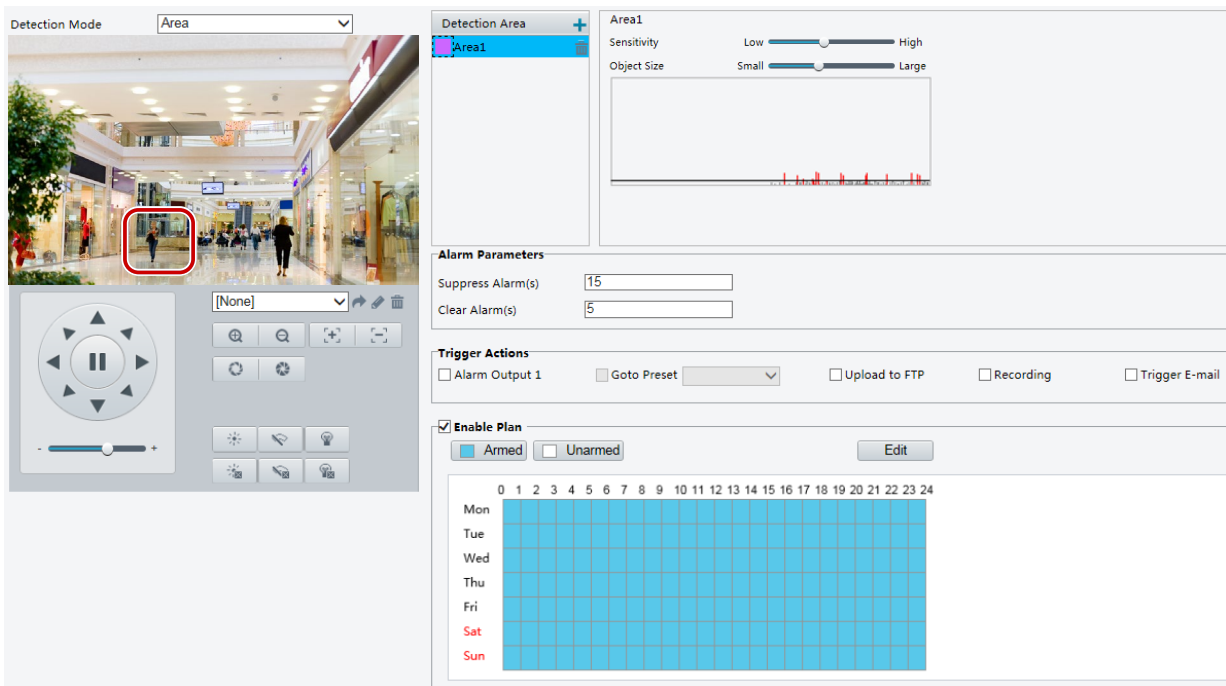 Detection Mode Area
Detection Area +
Area1
Area1
Sensitivity Low High
Object Size Small Large
Alarm Parameters
Suppress Alarm(s) 15
Clear Alarm(s) 5
[None]
- +
Trigger Actions
Alarm Output 1 Goto Preset Upload to FTP Recording Trigger E-mail
Enable Plan
Armed Unarmed Edit
0 1 2 3 4 5 6 7 8 9 10 11 12 13 14 15 16 17 18 19 20 21 22 23 24
Mon
Tue
Wed
Thu
Fri
Sat
Sun